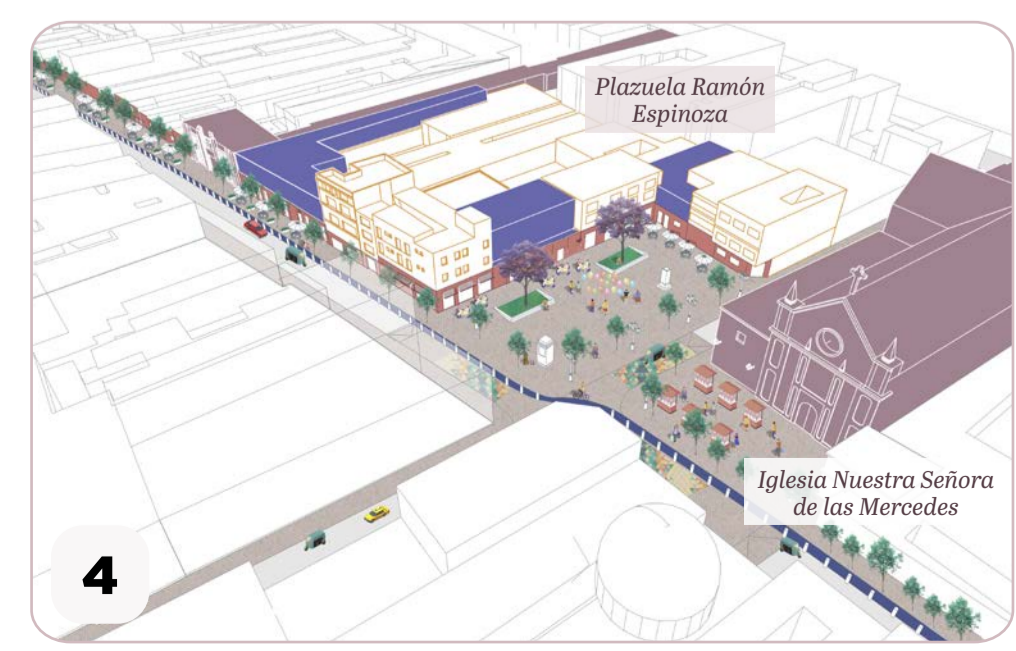 Plazuela Ramón
Espinoza
Iglesia Nuestra Señora
de las Mercedes
4